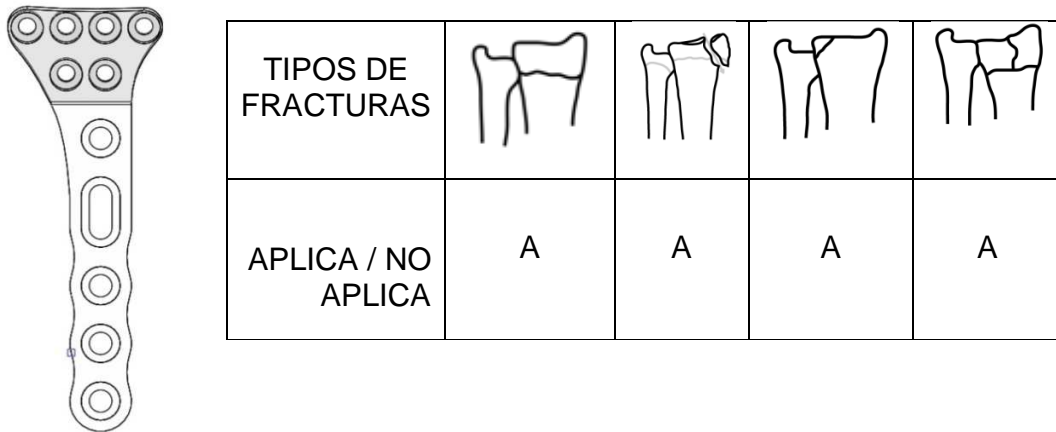 TIPOS DE
FRACTURAS
APLICA / NO
APLICA
A
A
A
A